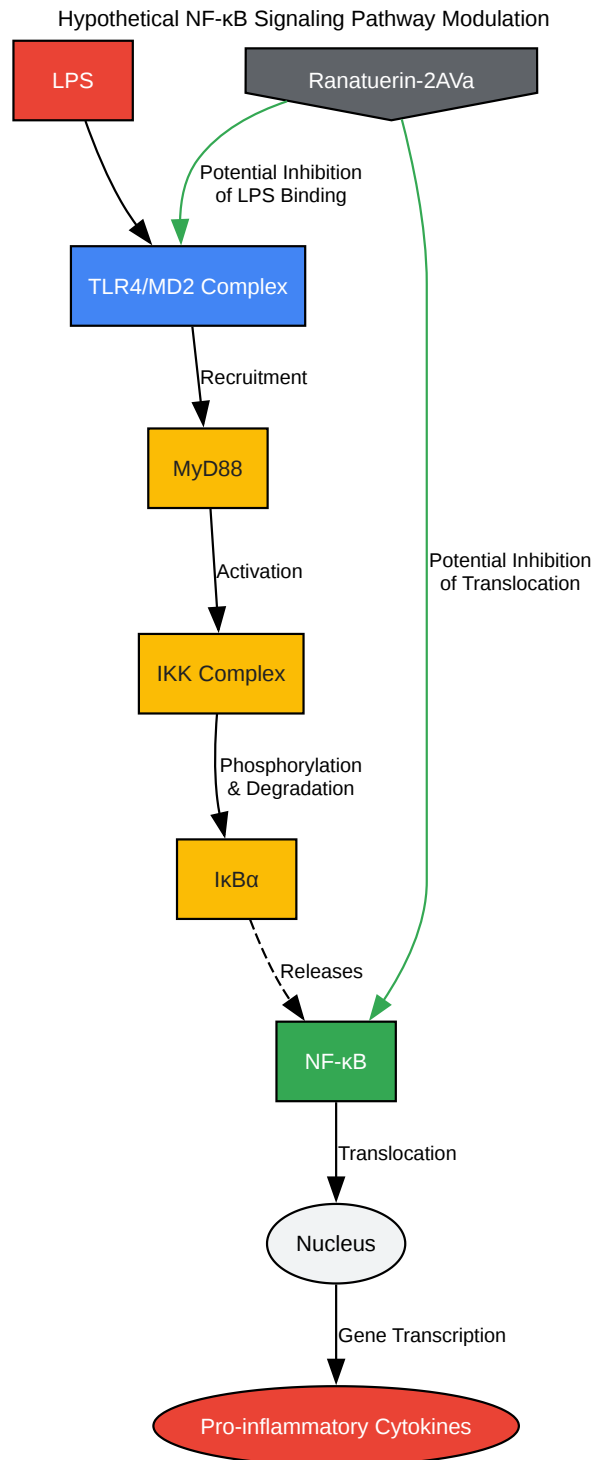 Hypothetical NF-κB Signaling Pathway Modulation
LPS
Ranatuerin-2AVa
Potential Inhibition
of LPS Binding
TLR4/MD2 Complex
Recruitment
MyD88
Activation
Potential Inhibition
of Translocation
IKK Complex
Phosphorylation
& Degradation
IκBα
Releases
NF-κB
Translocation
Nucleus
Gene Transcription
Pro-inflammatory Cytokines